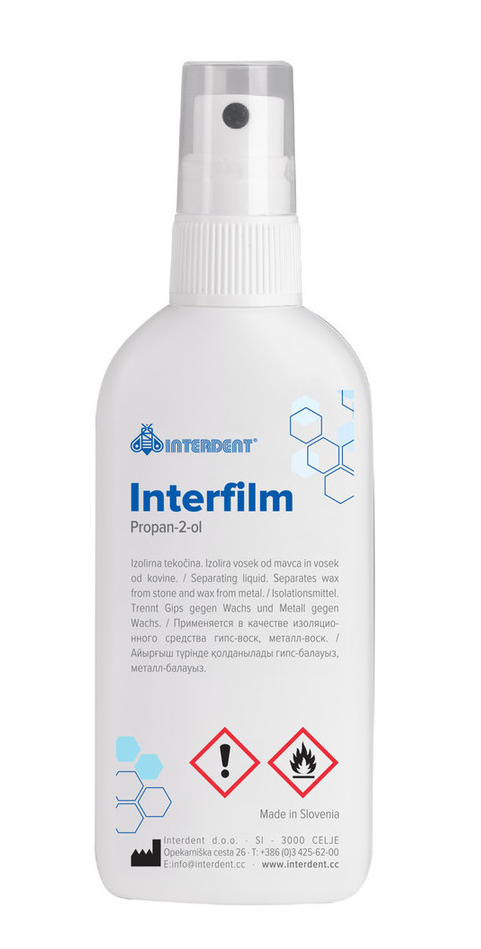 INTERDENT®
Interfilm
Propan-2-ol
Izolirna tekočina. Izolira vosek od mavca in vosek
od kovine. / Separating liquid. Separates wax
from stone and wax from metal. / Isolationsmittel.
Trennt Gips gegen Wachs und Metall gegen
Wachs. / Применяется в качестве изоляцио-
нного средства гипс-воск, металл-воск. /
Айырғыш түрінде қолданылады гипс-балауыз,
металл-балауыз.
Made in Slovenia
Interdent d.o.o. · SI - 3000 CELJE
Opekarniška cesta 26 · T: +386 (0)3 425-62-00
E:info@interdent.cc · www.interdent.cc